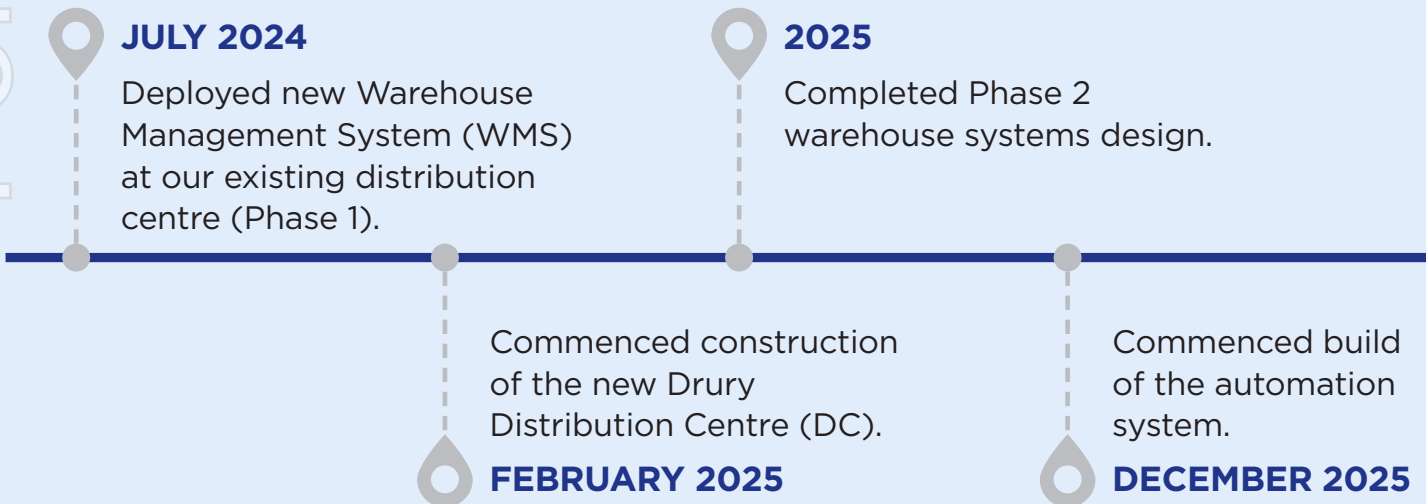 JULY 2024
Deployed new Warehouse
Management System (WMS)
at our existing distribution
centre (Phase 1).
Commenced construction
of the new Drury
Distribution Centre (DC).
FEBRUARY 2025
2025
Completed Phase 2
warehouse systems design.
Commenced build
of the automation
system.
DECEMBER 2025